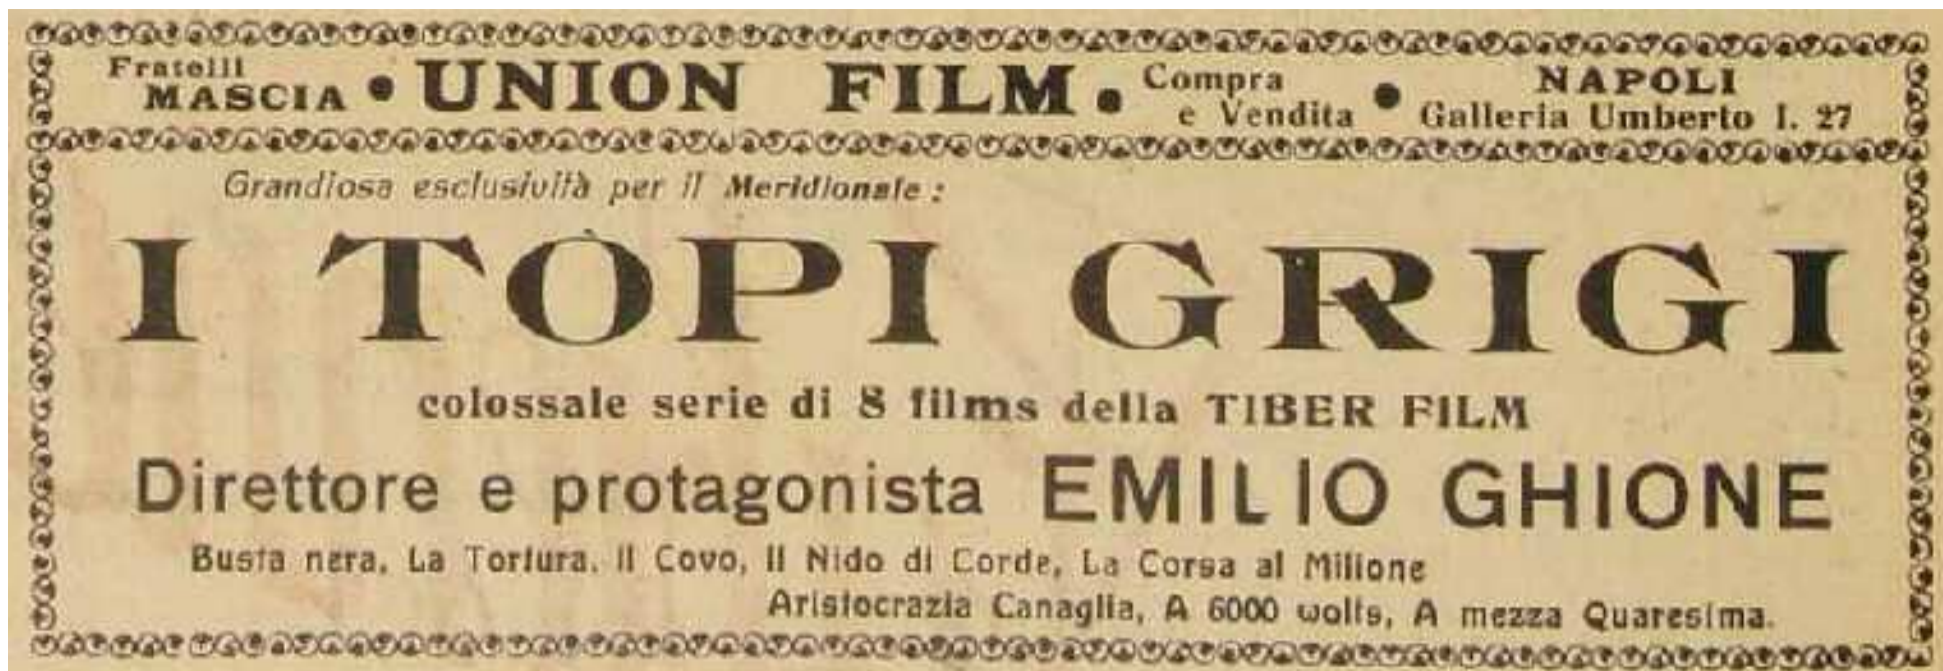 Fratelli MASCIA • UNION FILM • Compra e Vendita • NAPOLI Galleria Umberto I. 27
Grandiosa esclusività per il Meridionale:
I TOPI GRIGI
colossale serie di 8 films della TIBER FILM
Direttore e protagonista EMILIO GHIONE
Busta nera, La Tortura, Il Covo, Il Nido di Corde, La Corsa al Milione
Aristocrazia Canaglia, A 6000 wolts, A mezza Quaresima.